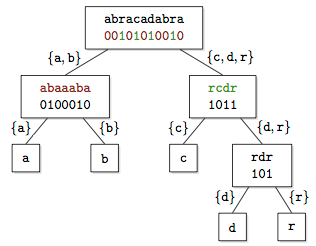 abracadabra
00101010010
{a, b}
{c, d, r}
abaaaba
0100010
rcdr
1011
{a}
{b}
{c}
{d, r}
a
b
c
rdr
101
{d}
{r}
d
r